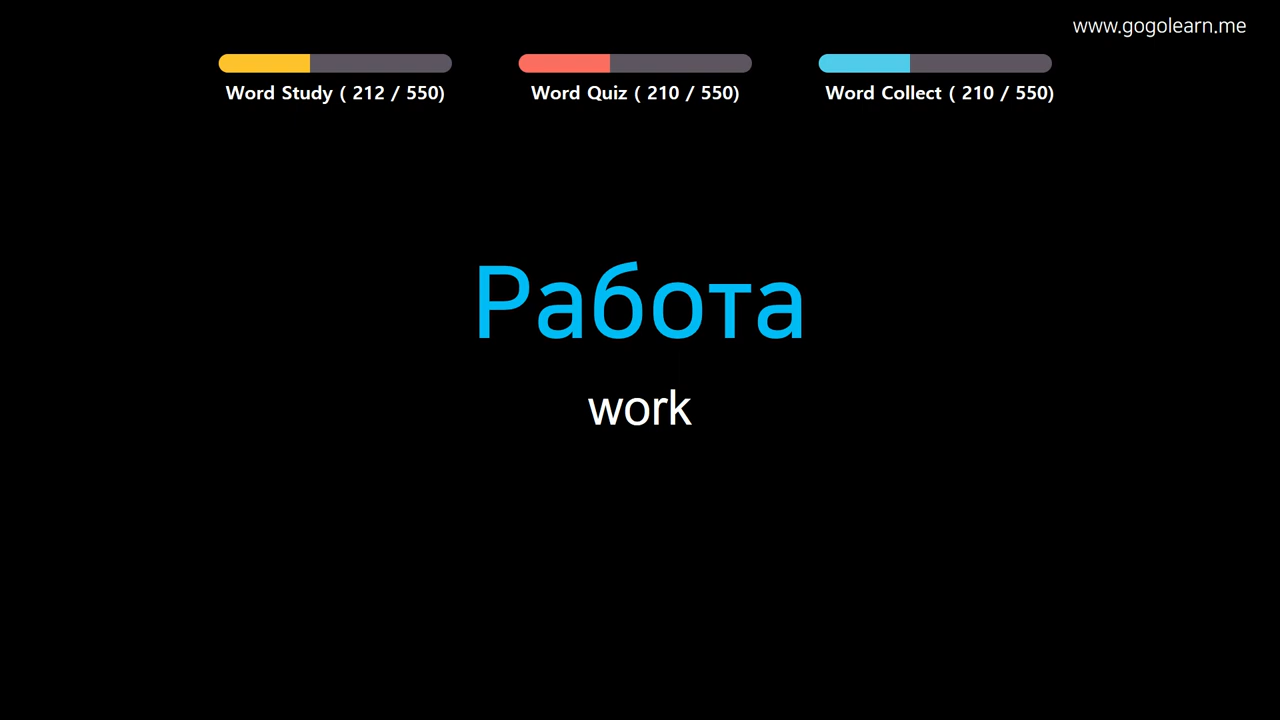 www.gogolearn.me
Word Study ( 212 / 550)
Word Quiz ( 210 / 550)
Word Collect ( 210 / 550)
Работа
work